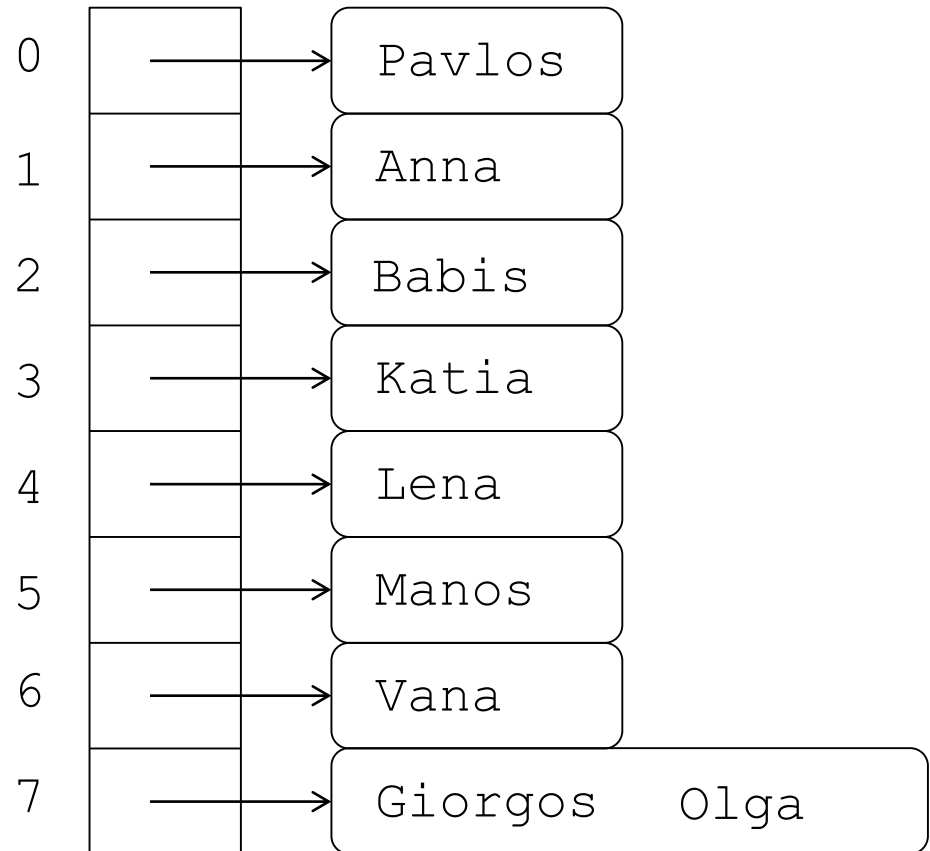 0 Pavlos
1 Anna
2 Babis
3 Katia
4 Lena
5 Manos
6 Vana
7 Giorgos Olga